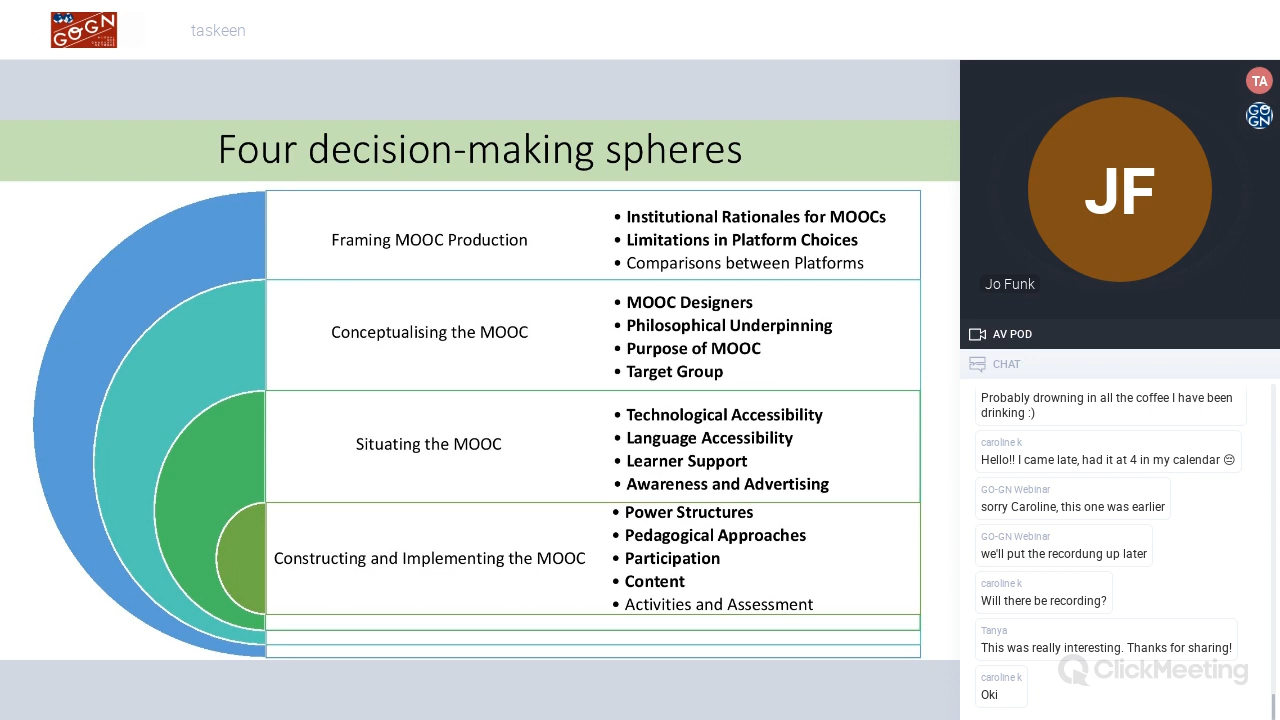 GO-GN
taskeen
Four decision-making spheres
Framing MOOC Production
• Institutional Rationales for MOOCs
• Limitations in Platform Choices
• Comparisons between Platforms
Conceptualising the MOOC
• MOOC Designers
• Philosophical Underpinning
• Purpose of MOOC
• Target Group
Situating the MOOC
• Technological Accessibility
• Language Accessibility
• Learner Support
• Awareness and Advertising
Constructing and Implementing the MOOC
• Power Structures
• Pedagogical Approaches
• Participation
• Content
• Activities and Assessment
TA
GO
GN
JF
Jo Funk
AV POD
CHAT
Probably drowning in all the coffee I have been
drinking :)
caroline k
Hello!! I came late, had it at 4 in my calendar 😔
GO-GN Webinar
sorry Caroline, this one was earlier
GO-GN Webinar
we'll put the recordung up later
caroline k
Will there be recording?
Tanya
This was really interesting. Thanks for sharing!
ClickMeeting
caroline k
Oki